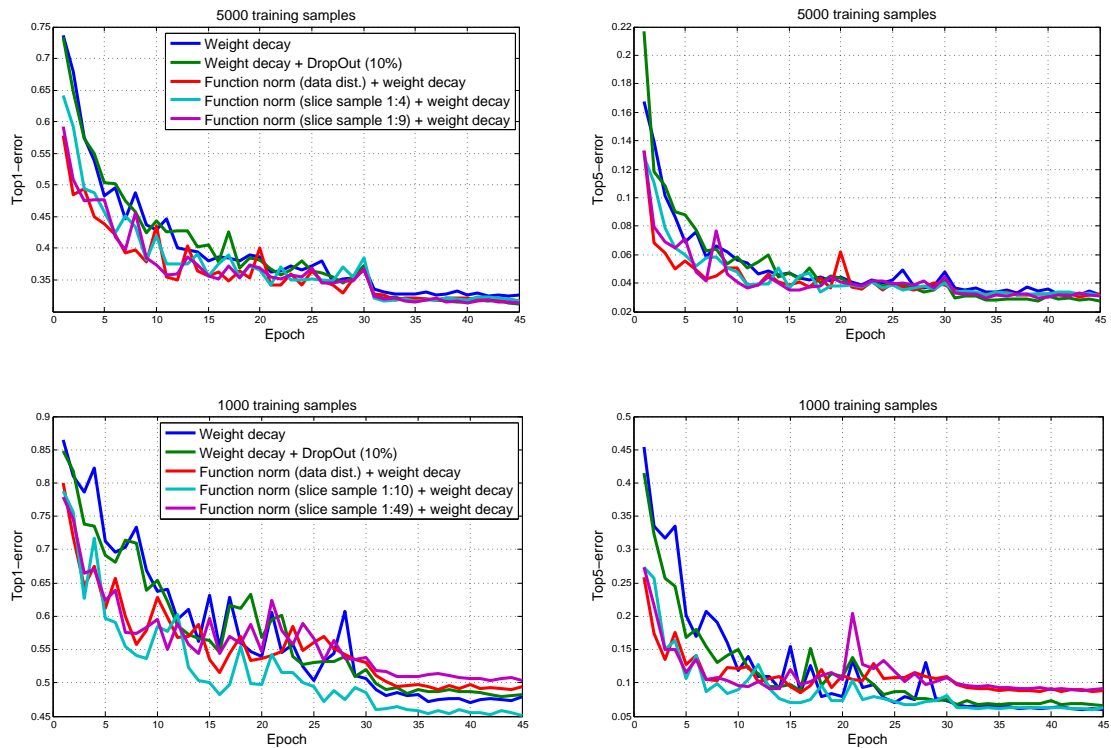 5000 training samples
0.75
0.65
0.55
0.45
0.35
Top1−error
0 5 10 15 20 25 30 35 40 45
Epoch
Weight decay
Weight decay + DropOut (10%)
Function norm (data dist.) + weight decay
Function norm (slice sample 1:4) + weight decay
Function norm (slice sample 1:9) + weight decay
5000 training samples
0.22
0.2
0.18
0.16
0.14
0.12
0.1
0.08
0.06
0.04
0.02
Top5−error
0 5 10 15 20 25 30 35 40 45
Epoch
1000 training samples
0.9
0.85
0.8
0.75
0.7
0.65
0.6
0.55
0.5
0.45
Top1−error
0 5 10 15 20 25 30 35 40 45
Epoch
Weight decay
Weight decay + DropOut (10%)
Function norm (data dist.) + weight decay
Function norm (slice sample 1:10) + weight decay
Function norm (slice sample 1:49) + weight decay
1000 training samples
0.5
0.45
0.4
0.35
0.3
0.25
0.2
0.15
0.1
0.05
Top5−error
0 5 10 15 20 25 30 35 40 45
Epoch